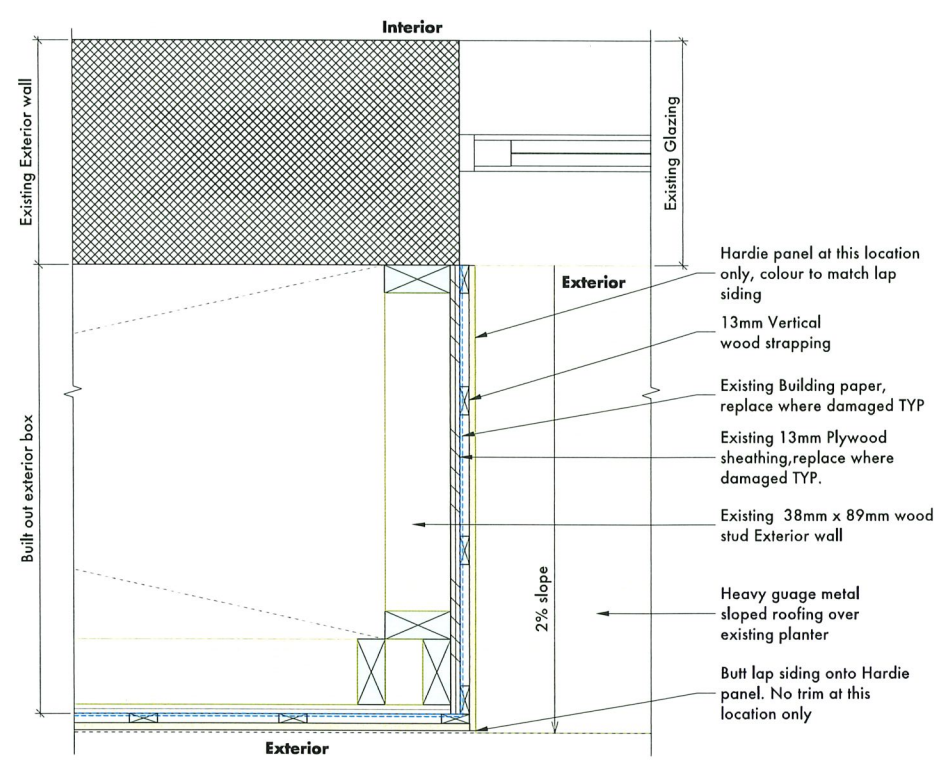 Interior
Existing Exterior wall
Existing Glazing
Exterior
Hardie panel at this location
only, colour to match lap
siding
13mm Vertical
wood strapping
Existing Building paper,
replace where damaged TYP
Existing 13mm Plywood
sheathing,replace where
damaged TYP.
Built out exterior box
Existing 38mm x 89mm wood
stud Exterior wall
2% slope
Heavy guage metal
sloped roofing over
existing planter
Butt lap siding onto Hardie
panel. No trim at this
location only
Exterior